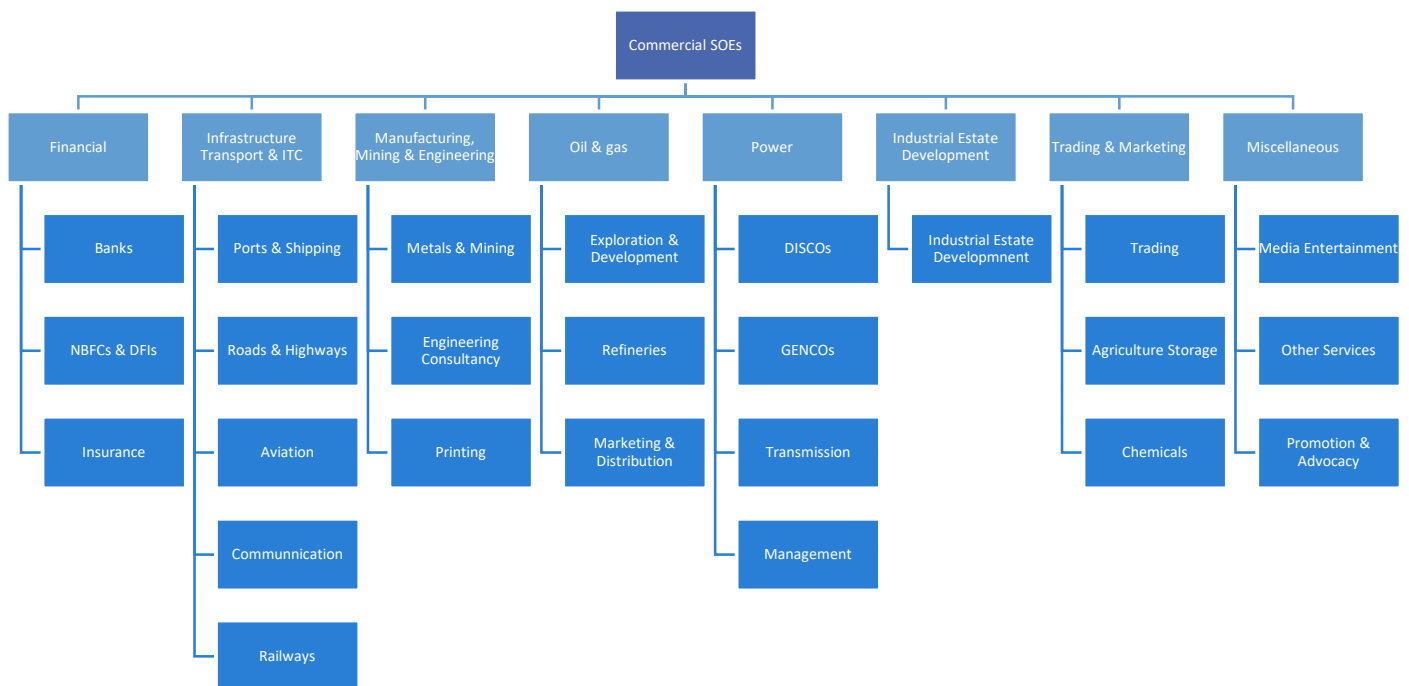 Commercial SOEs
Financial
Infrastructure
Transport & ITC
Manufacturing,
Mining & Engineering
Oil & gas
Power
Industrial Estate
Development
Trading & Marketing
Miscellaneous
Banks
Ports & Shipping
Metals & Mining
Exploration &
Development
DISCOs
Industrial Estate
Developmnent
Trading
Media Entertainment
NBFCs & DFIs
Roads & Highways
Engineering
Consultancy
Refineries
GENCOs
Agriculture Storage
Other Services
Insurance
Aviation
Printing
Marketing &
Distribution
Transmission
Chemicals
Promotion &
Advocacy
Communnication
Management
Railways